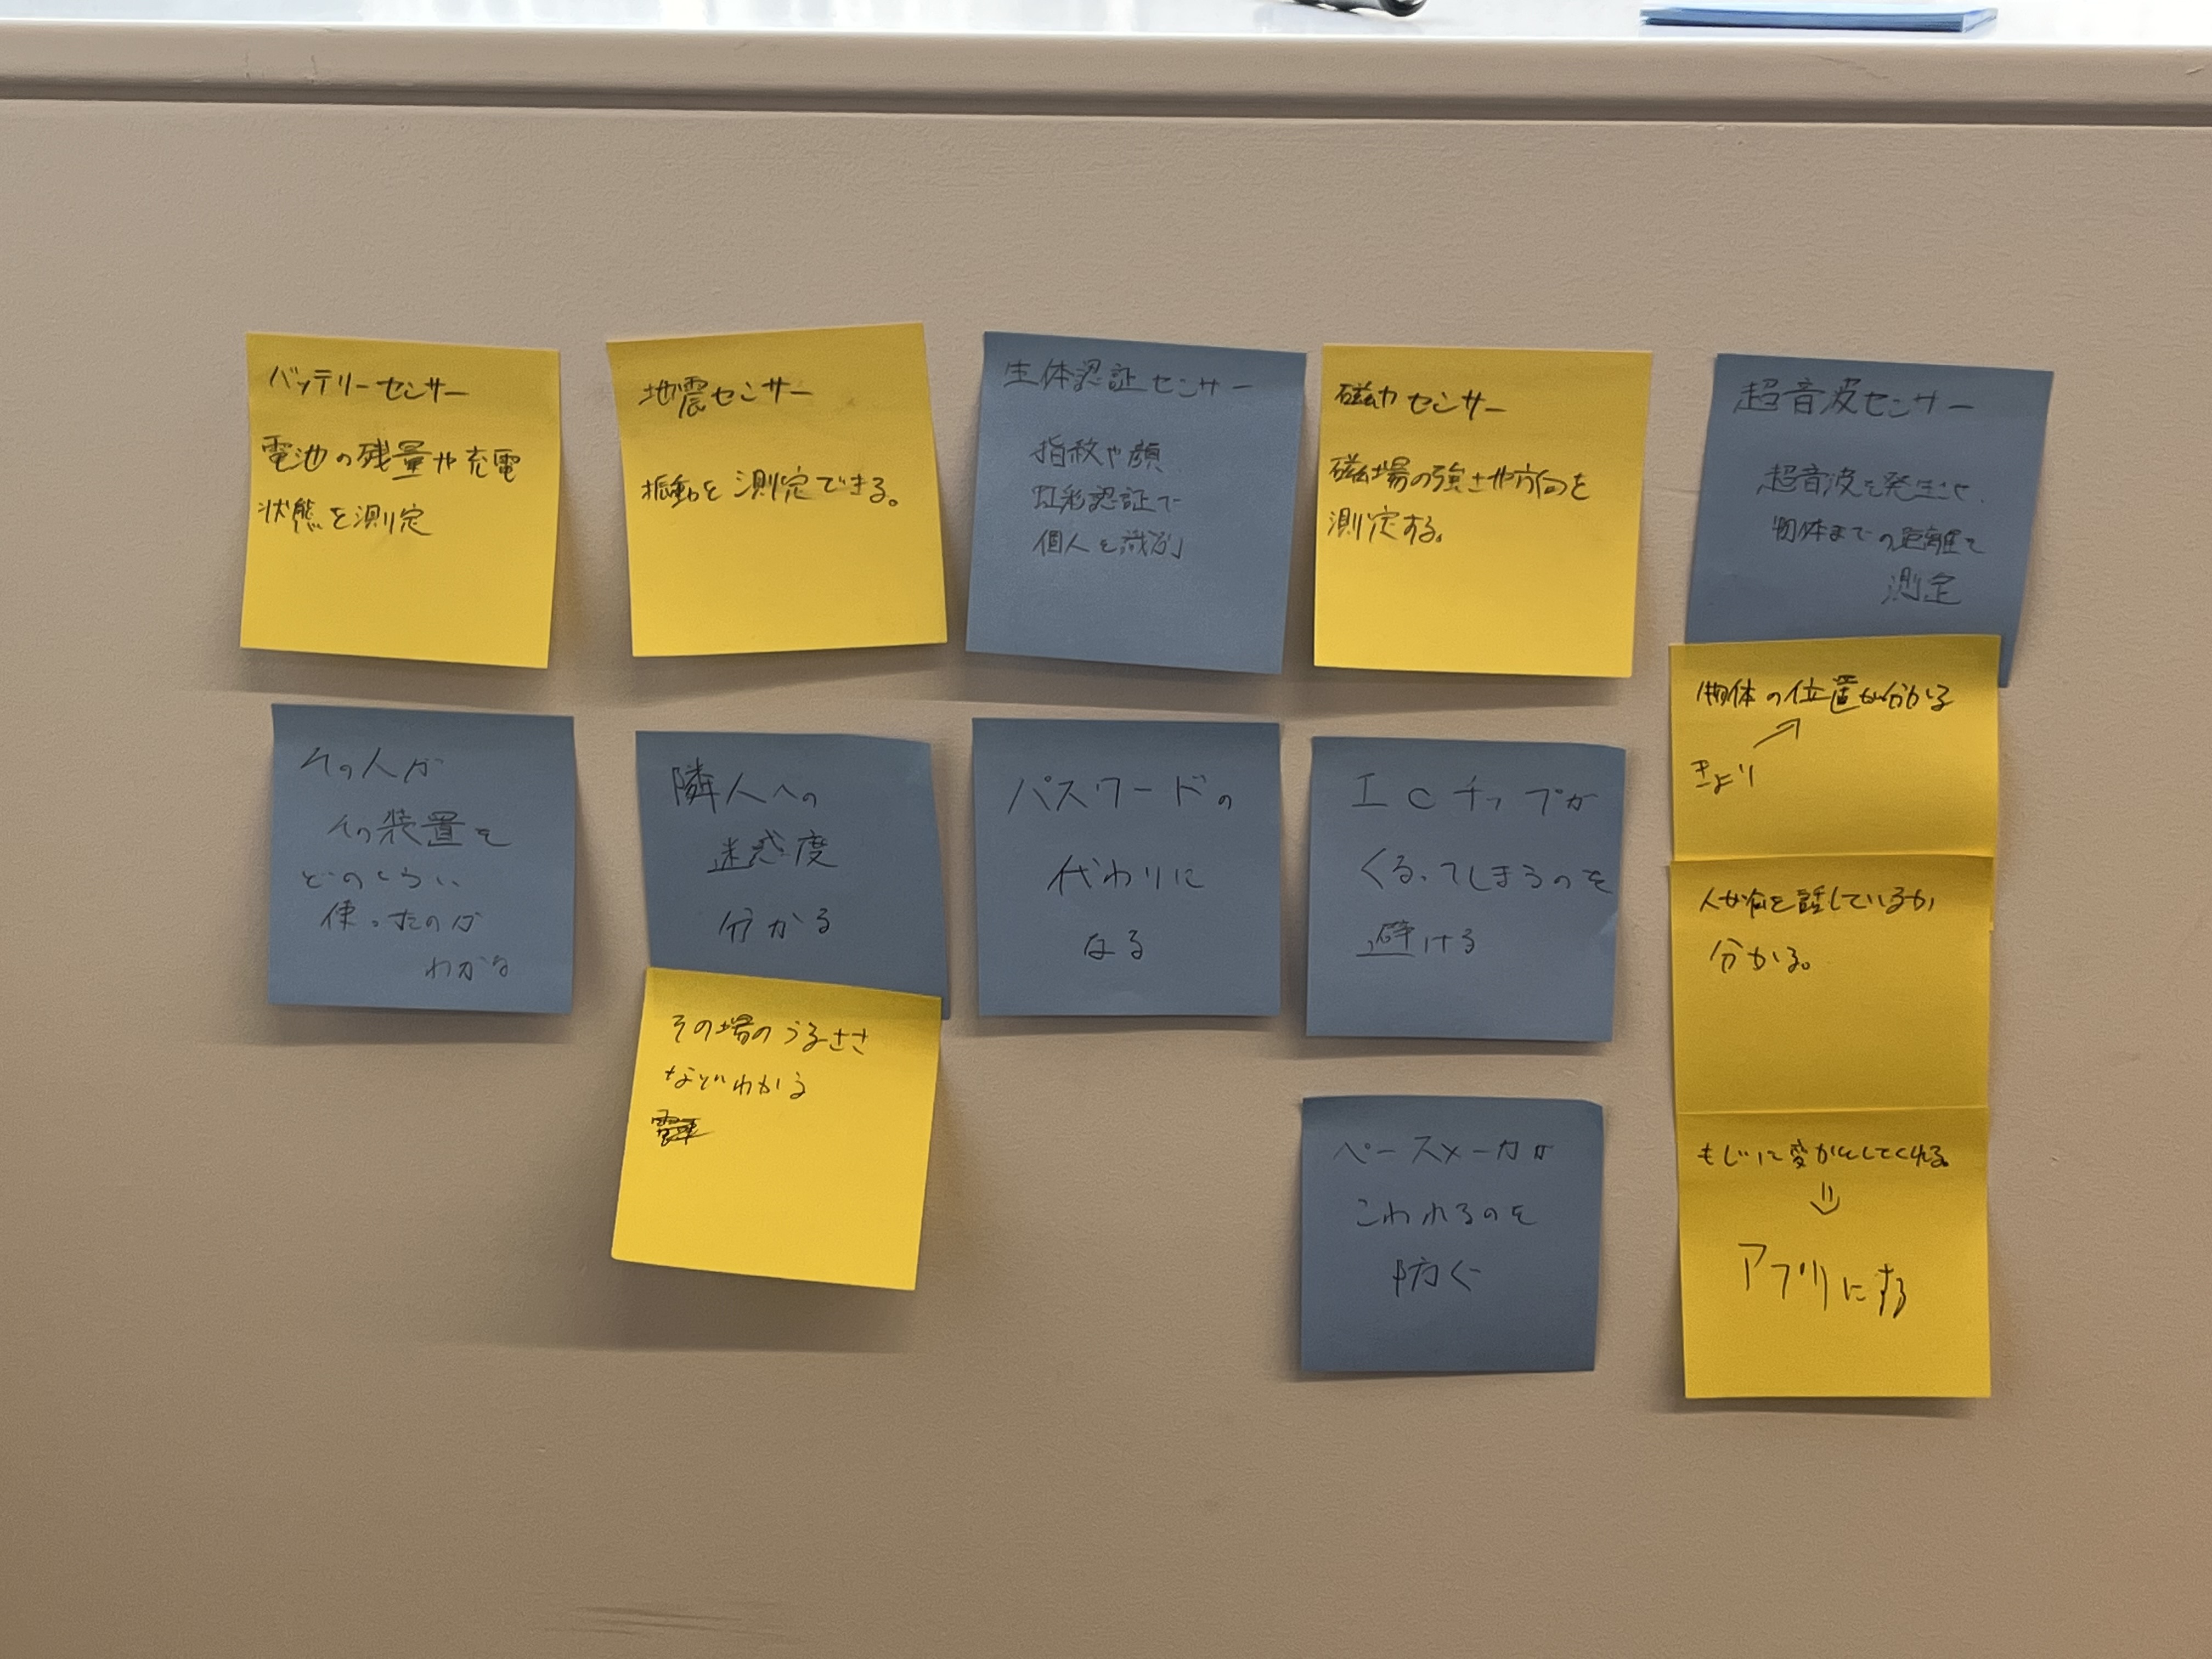 バッテリーセンサー
電池の残量や充電
状態を測定
地震センサー
振動を測定できる。
生体認証センサー
指紋や顔
虹彩認証で
個人を識別
磁力センサー
磁場の強さや方向を
測定する。
超音波センサー
超音波を発生させ、
物体までの距離を
測定
その人が
その装置を
どのくらい
使ったのか
わかる
隣人への
迷惑度
分かる
その場のうるささ
などわかる
パスワードの
代わりに
なる
ICチップが
くるってしまうのを
避ける
ペースメーカが
こわれるのを
防ぐ
物体の位置が分かる
きより
人が何を話しているか
分かる。
もじに変かんしてくれる。
アプリにする